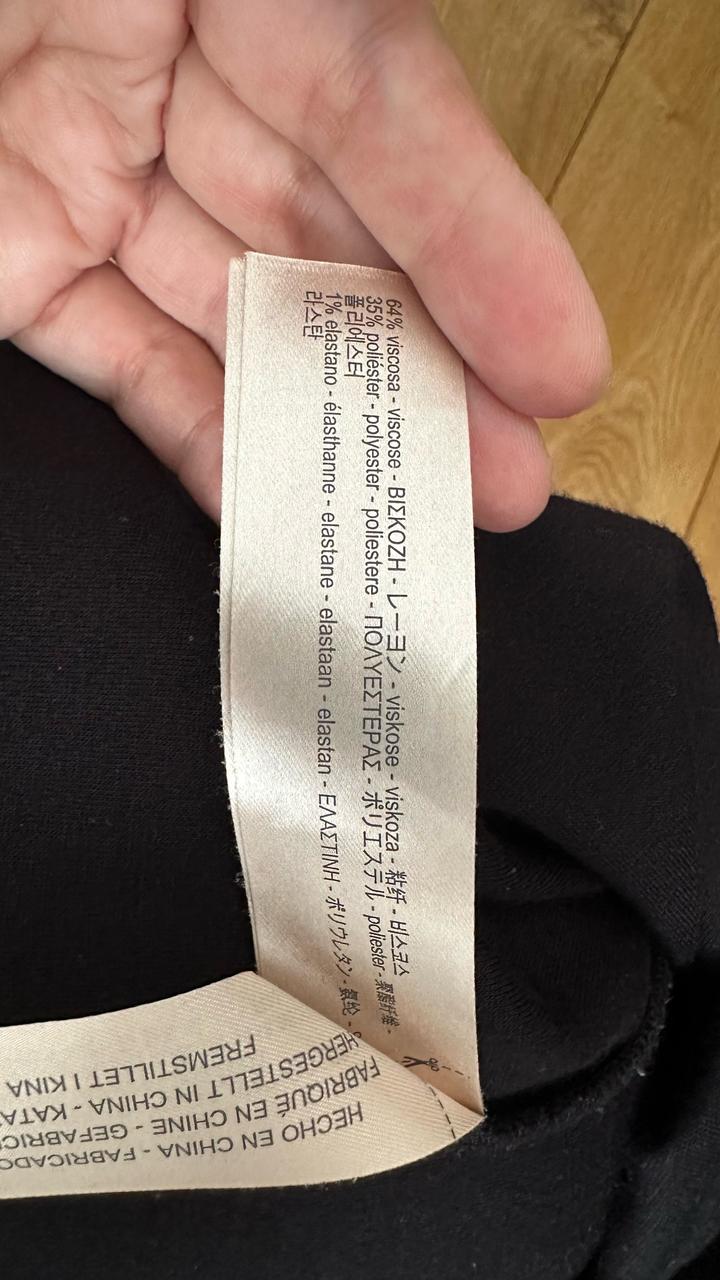 64% viscosa - viscose - ΒΙΣΚΟΖΗ - レーヨン - viskose - viskoza - 粘纤 - 비스코스
35% poliéster - polyester - poliestere - ΠΟΛΥΕΣΤΕΡΑΣ - ポリエステル - poliester - 聚酯纤维 -
폴리에스터
1% elastano - élasthanne - elastane - elastaan - elastan - ΕΛΑΣΤΙΝΗ - ポリウレタン - 氨纶 -
라스탄
HECHO EN CHINA - FABRICADO
FABRIQUÉ EN CHINE - GEFABRIC
HERGESTELLT IN CHINA - KATA
FREMSTILLET I KINA